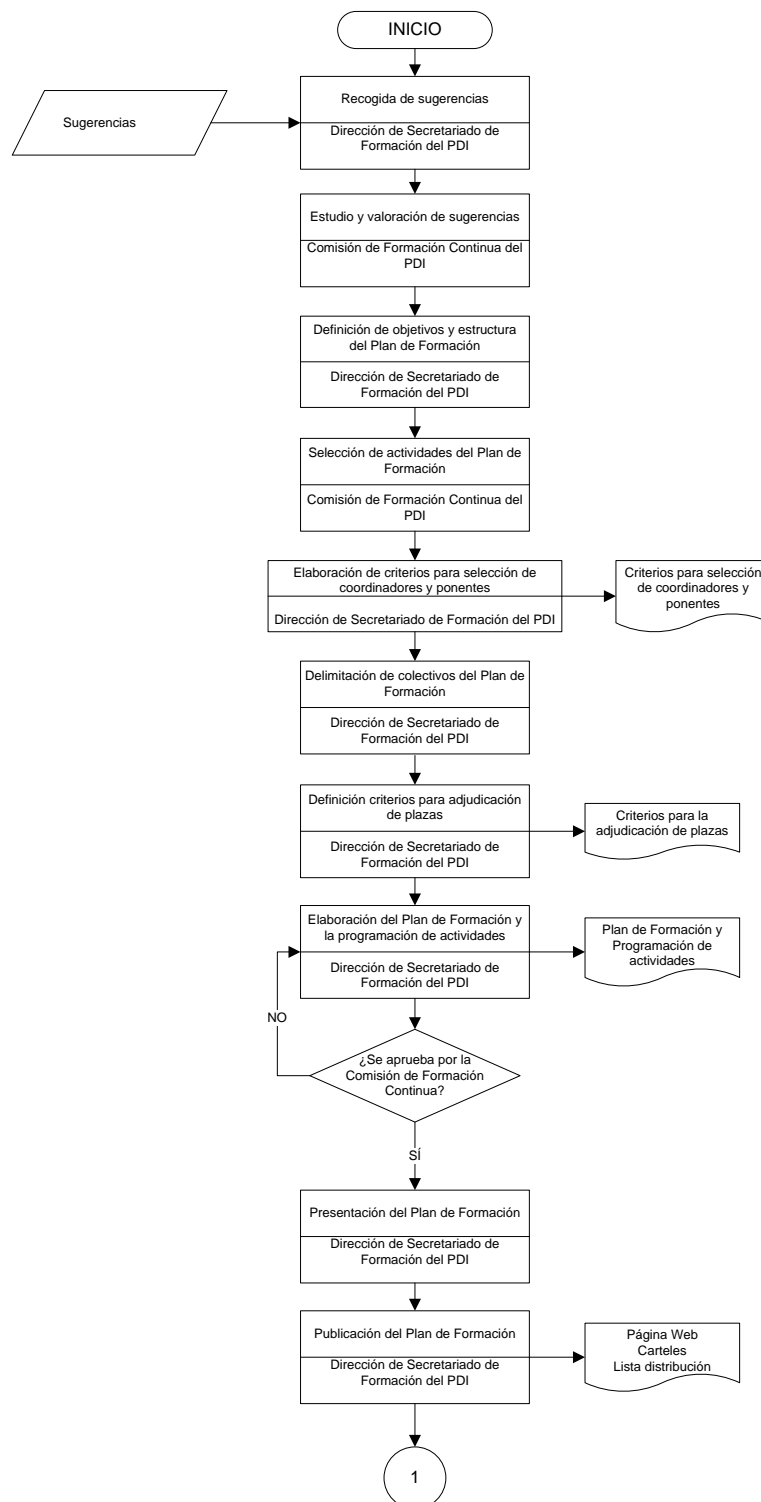 INICIO
Sugerencias
Recogida de sugerencias
Dirección de Secretariado de
Formación del PDI
Estudio y valoración de sugerencias
Comisión de Formación Continua del
PDI
Definición de objetivos y estructura
del Plan de Formación
Dirección de Secretariado de
Formación del PDI
Selección de actividades del Plan de
Formación
Comisión de Formación Continua del
PDI
Elaboración de criterios para selección de
coordinadores y ponentes
Dirección de Secretariado de Formación del PDI
Criterios para selección
de coordinadores y
ponentes
Delimitación de colectivos del Plan de
Formación
Dirección de Secretariado de
Formación del PDI
Definición criterios para adjudicación
de plazas
Dirección de Secretariado de
Formación del PDI
Criterios para la
adjudicación de plazas
Elaboración del Plan de Formación y
la programación de actividades
Dirección de Secretariado de
Formación del PDI
Plan de Formación y
Programación de
actividades
NO
¿Se aprueba por la
Comisión de Formación
Continua?
SÍ
Presentación del Plan de Formación
Dirección de Secretariado de
Formación del PDI
Publicación del Plan de Formación
Dirección de Secretariado de
Formación del PDI
Página Web
Carteles
Lista distribución
1